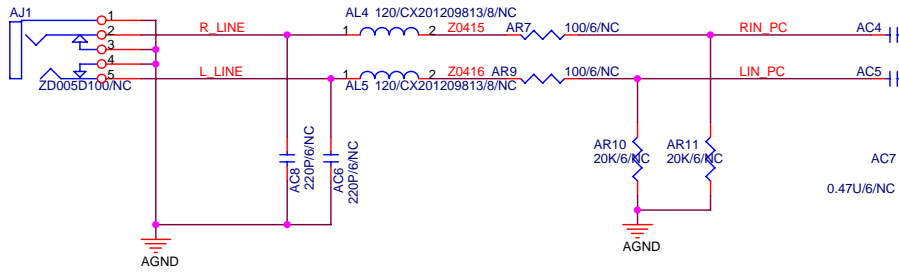 AJ1
1
2
3
4
5
ZD005D100/NC
R_LINE
L_LINE
AL4 120/CX201209813/8/NC
1
2
Z0415
AR7
100/6/NC
RIN_PC
AC4
1
2
Z0416
AR9
100/6/NC
LIN_PC
AC5
AL5 120/CX201209813/8/NC
AC8
220P/6/NC
AC6
220P/6/NC
AR10
20K/6/NC
AR11
20K/6/NC
AC7
0.47U/6/NC
AGND
AGND